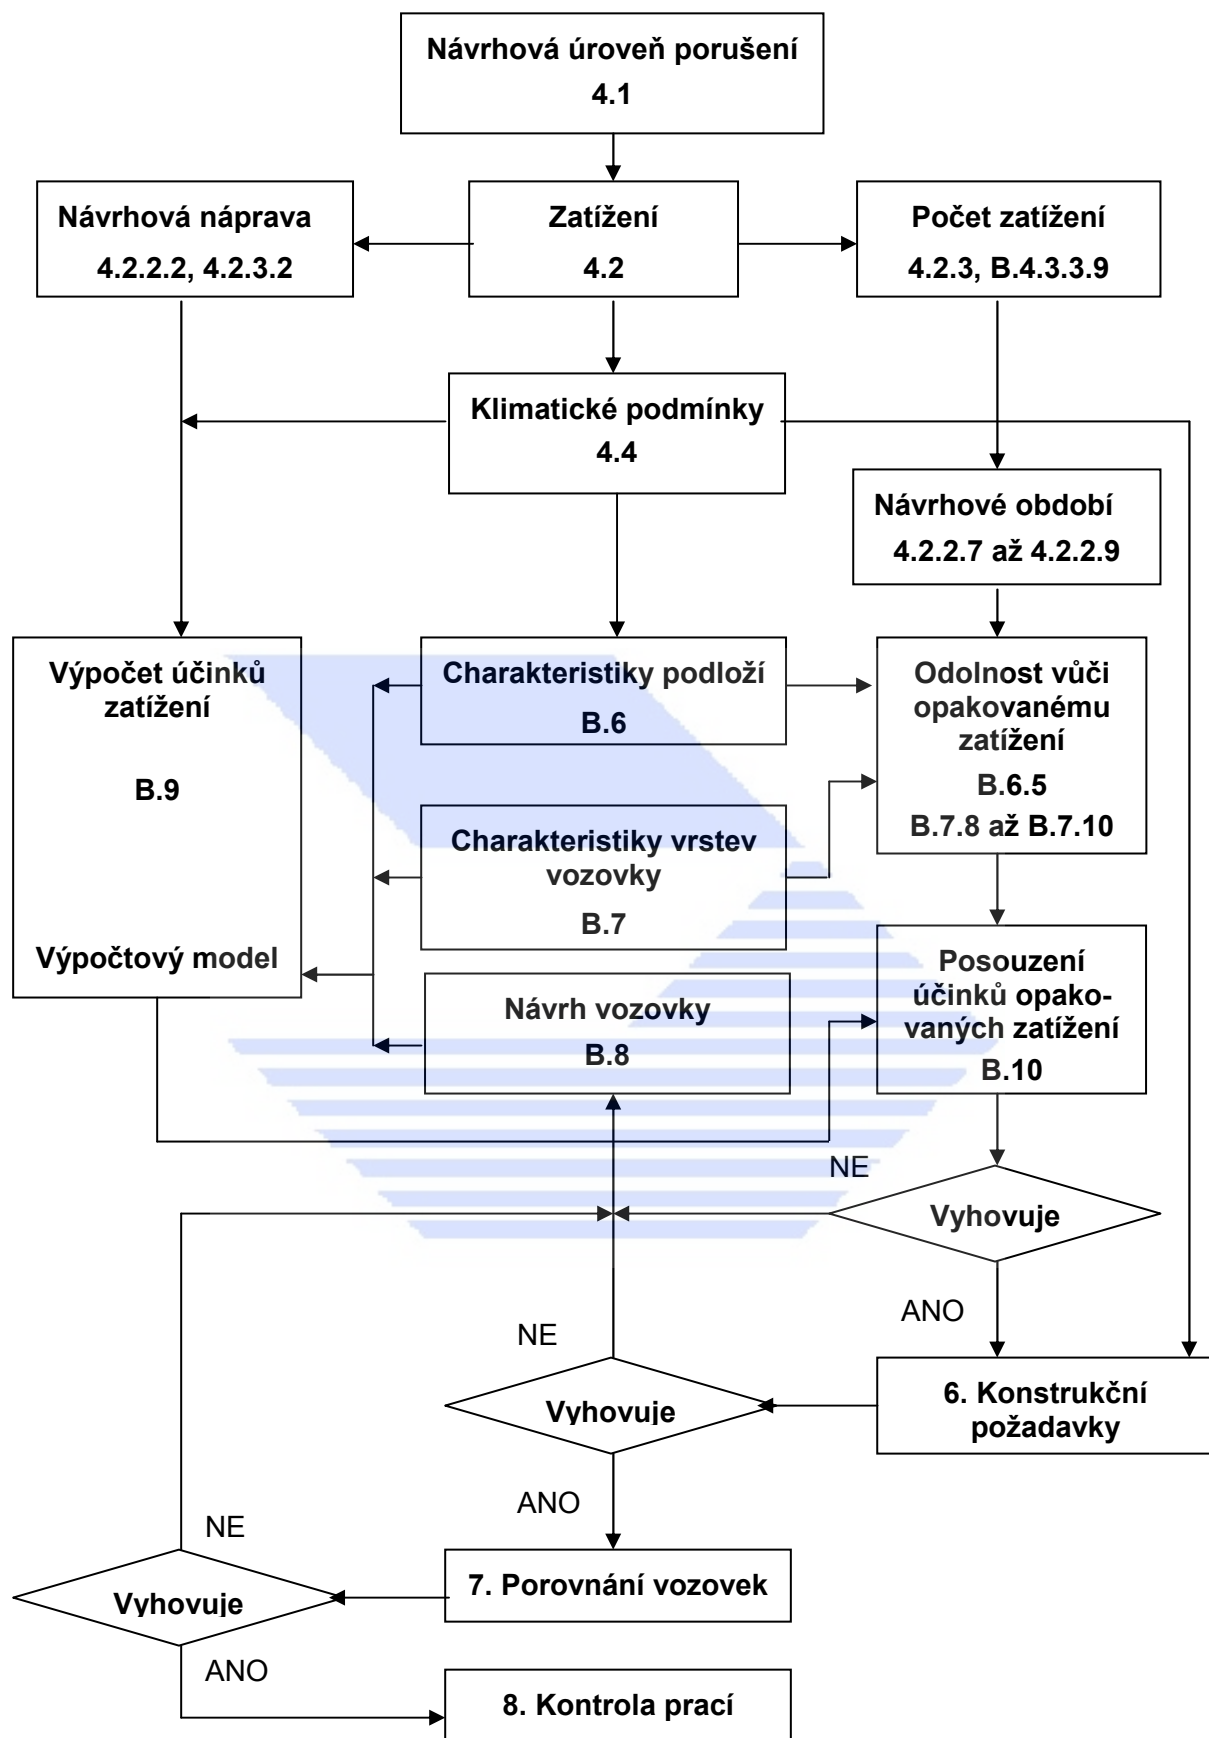 Návrhová úroveň porušení
4.1
Návrhová náprava
4.2.2.2, 4.2.3.2
Zatížení
4.2
Počet zatížení
4.2.3, B.4.3.3.9
Klimatické podmínky
4.4
Návrhové období
4.2.2.7 až 4.2.2.9
Výpočet účinků
zatížení
B.9
Výpočtový model
Charakteristiky podloží
B.6
Odolnost vůči
opakovanému
zatížení
B.6.5
B.7.8 až B.7.10
Charakteristiky vrstev
vozovky
B.7
Návrh vozovky
B.8
Posouzení
účinků opako-
vaných zatížení
B.10
NE
Vyhovuje
ANO
6. Konstrukční
požadavky
NE
Vyhovuje
ANO
7. Porovnání vozovek
NE
Vyhovuje
ANO
8. Kontrola prací